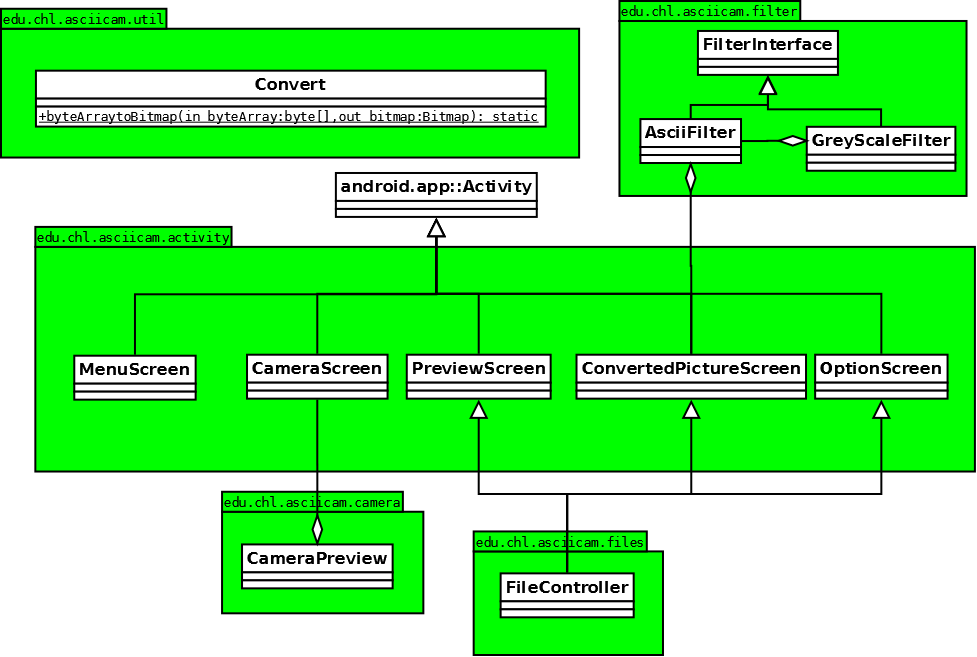 edu.chl.asciicam.util
Convert
+byteArraytoBitmap(in byteArray:byte[],out bitmap:Bitmap): static
edu.chl.asciicam.filter
FilterInterface
AsciiFilter
GreyScaleFilter
android.app::Activity
edu.chl.asciicam.activity
MenuScreen
CameraScreen
PreviewScreen
ConvertedPictureScreen
OptionScreen
edu.chl.asciicam.camera
CameraPreview
edu.chl.asciicam.files
FileController